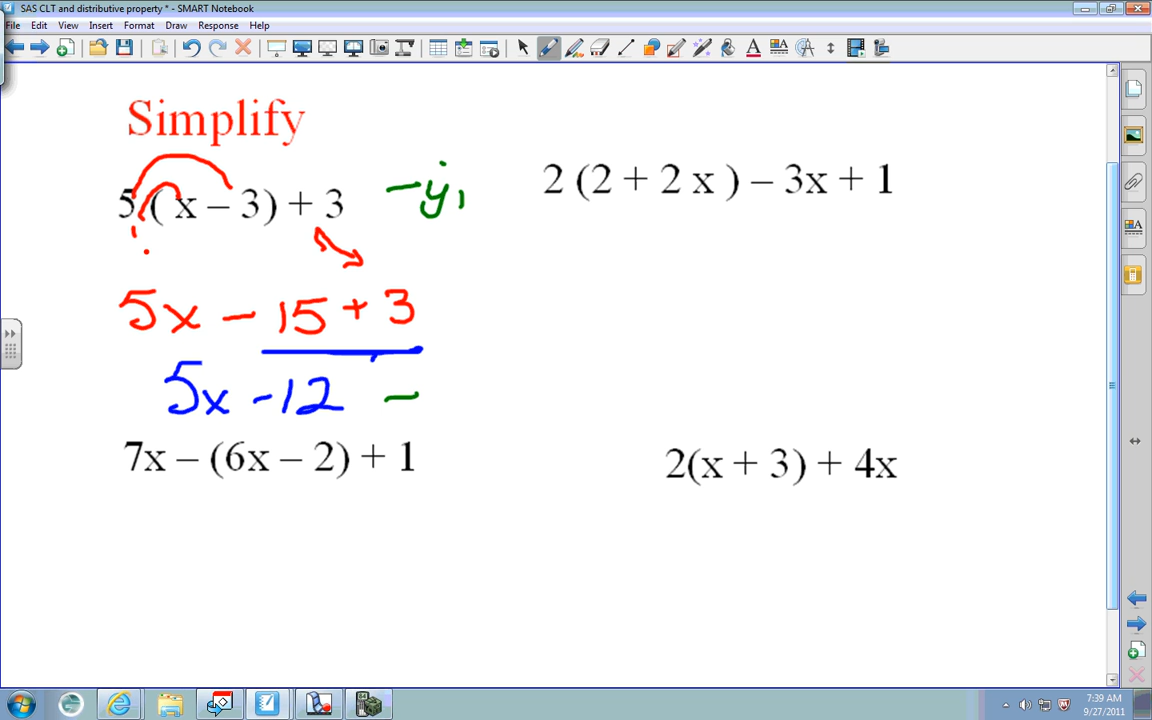 SAS CLT and distributive property * - SMART Notebook
File Edit View Insert Format Draw Response Help
Simplify
5 ( x – 3) + 3 – y1
2 (2 + 2 x ) – 3x + 1
5x – 15 + 3
5x - 12 –
7x – (6x – 2) + 1
2(x + 3) + 4x
7:39 AM
9/27/2011